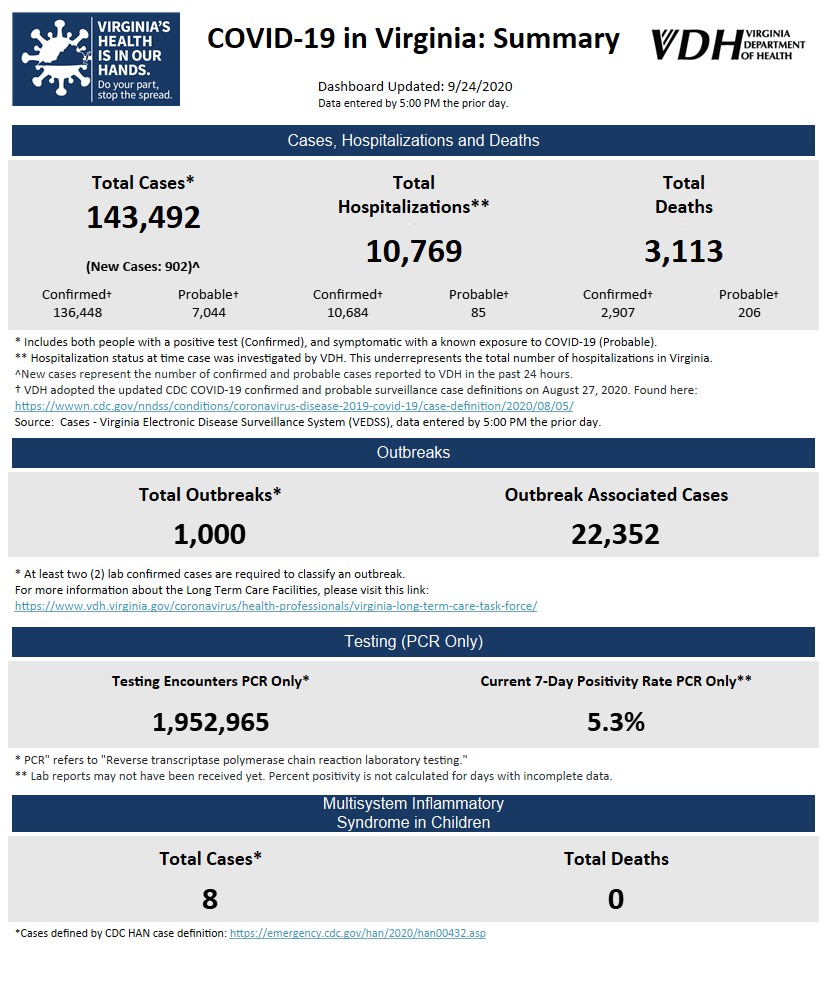 VIRGINIA'S
HEALTH
IS IN OUR
HANDS.
Do your part,
stop the spread.
COVID-19 in Virginia: Summary
VDH VIRGINIA
DEPARTMENT
OF HEALTH
Dashboard Updated: 9/24/2020
Data entered by 5:00 PM the prior day.
Cases, Hospitalizations and Deaths
Total Cases*
143,492
(New Cases: 902)^
Total
Hospitalizations**
10,769
Total
Deaths
3,113
Confirmed† Probable† Confirmed† Probable† Confirmed† Probable†
136,448 7,044 10,684 85 2,907 206
* Includes both people with a positive test (Confirmed), and symptomatic with a known exposure to COVID-19 (Probable).
** Hospitalization status at time case was investigated by VDH. This underrepresents the total number of hospitalizations in Virginia.
^New cases represent the number of confirmed and probable cases reported to VDH in the past 24 hours.
† VDH adopted the updated CDC COVID-19 confirmed and probable surveillance case definitions on August 27, 2020. Found here:
https://wwwn.cdc.gov/nndss/conditions/coronavirus-disease-2019-covid-19/case-definition/2020/08/05/
Source: Cases - Virginia Electronic Disease Surveillance System (VEDSS), data entered by 5:00 PM the prior day.
Outbreaks
Total Outbreaks* Outbreak Associated Cases
1,000 22,352
* At least two (2) lab confirmed cases are required to classify an outbreak.
For more information about the Long Term Care Facilities, please visit this link:
https://www.vdh.virginia.gov/coronavirus/health-professionals/virginia-long-term-care-task-force/
Testing (PCR Only)
Testing Encounters PCR Only* Current 7-Day Positivity Rate PCR Only**
1,952,965 5.3%
* PCR" refers to "Reverse transcriptase polymerase chain reaction laboratory testing."
** Lab reports may not have been received yet. Percent positivity is not calculated for days with incomplete data.
Multisystem Inflammatory
Syndrome in Children
Total Cases* Total Deaths
8 0
*Cases defined by CDC HAN case definition: https://emergency.cdc.gov/han/2020/han00432.asp